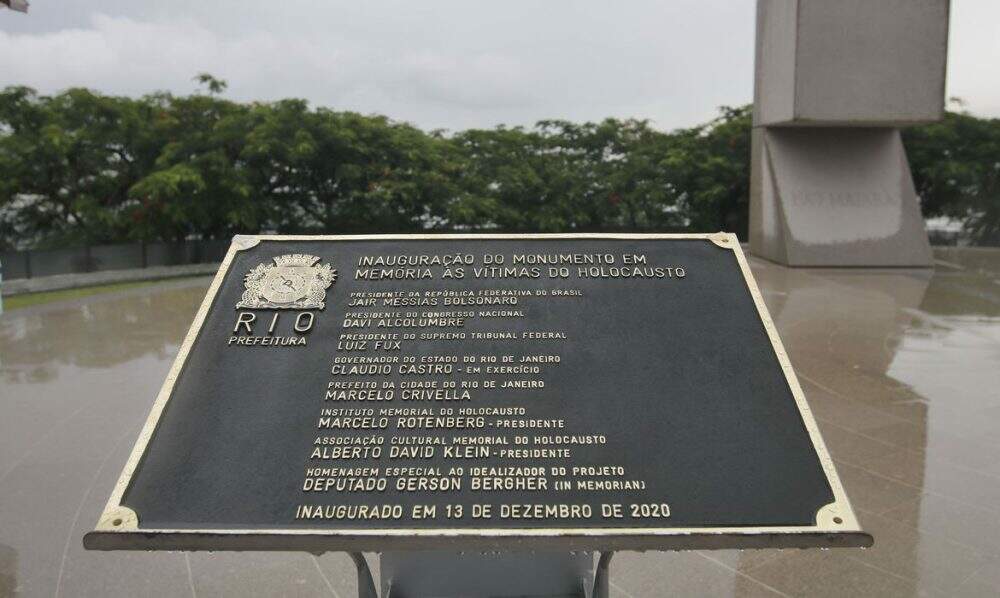 RIO
PREFEITURA
INAUGURAÇÃO DO MONUMENTO EM
MEMÓRIA ÀS VÍTIMAS DO HOLOCAUSTO
PRESIDENTE DA REPÚBLICA FEDERATIVA DO BRASIL
JAIR MESSIAS BOLSONARO
PRESIDENTE DO CONGRESSO NACIONAL
DAVI ALCOLUMBRE
PRESIDENTE DO SUPREMO TRIBUNAL FEDERAL
LUIZ FUX
GOVERNADOR DO ESTADO DO RIO DE JANEIRO
CLAUDIO CASTRO - EM EXERCÍCIO
PREFEITO DA CIDADE DO RIO DE JANEIRO
MARCELO CRIVELLA
INSTITUTO MEMORIAL DO HOLOCAUSTO
MARCELO ROTENBERG - PRESIDENTE
ASSOCIAÇÃO CULTURAL MEMORIAL DO HOLOCAUSTO
ALBERTO DAVID KLEIN - PRESIDENTE
HOMENAGEM ESPECIAL AO IDEALIZADOR DO PROJETO
DEPUTADO GERSON BERGHER (IN MEMORIAN)
INAUGURADO EM 13 DE DEZEMBRO DE 2020